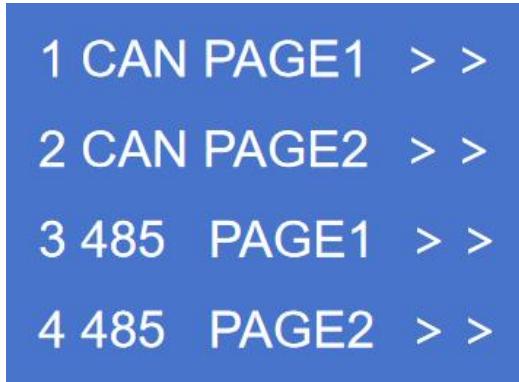 1 CAN PAGE1 > >
2 CAN PAGE2 > >
3 485 PAGE1 > >
4 485 PAGE2 > >